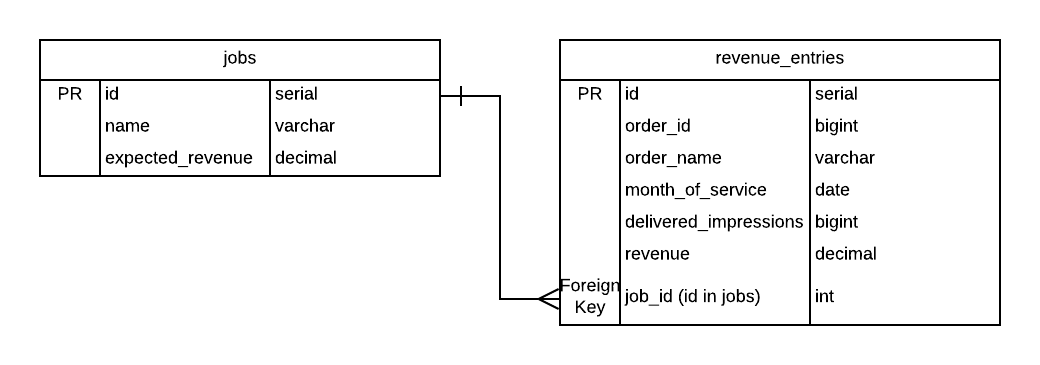 jobs
PR id serial
name varchar
expected_revenue decimal
revenue_entries
PR id serial
order_id bigint
order_name varchar
month_of_service date
delivered_impressions bigint
revenue decimal
Foreign
Key job_id (id in jobs) int